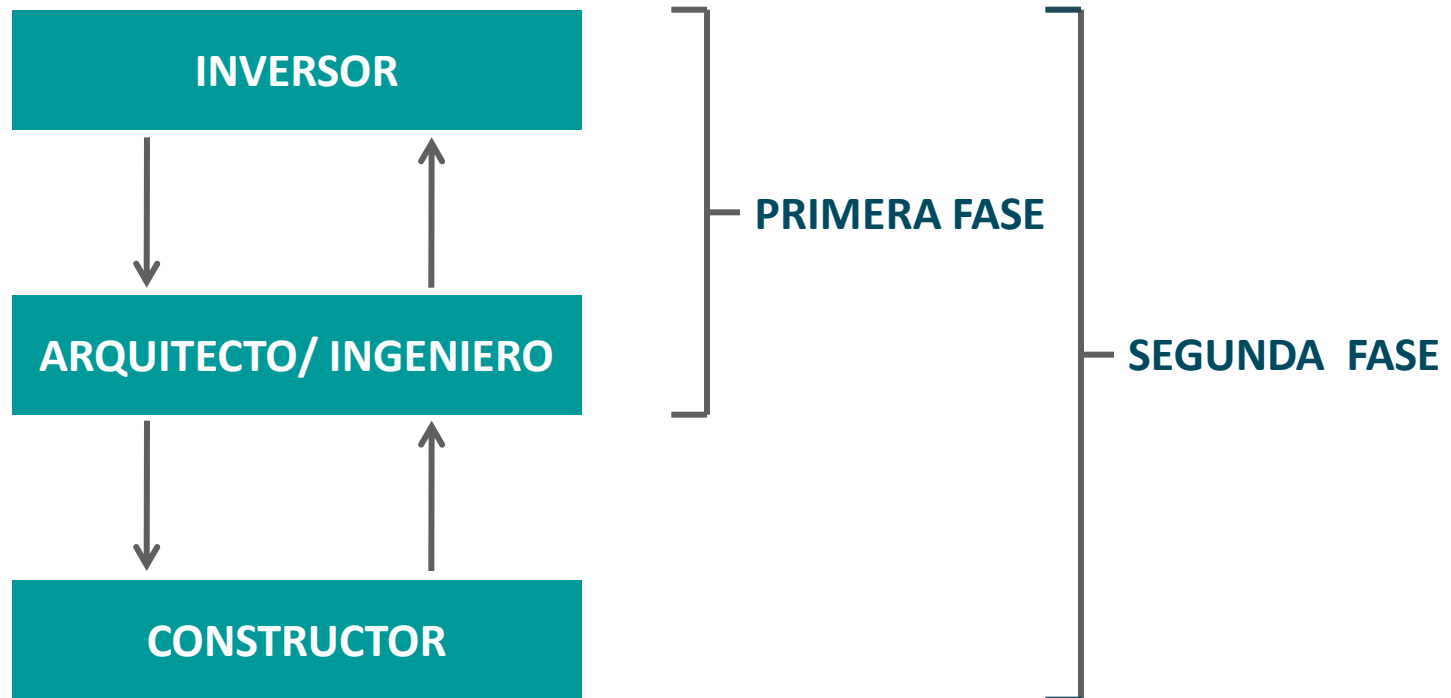 INVERSOR
PRIMERA FASE
ARQUITECTO/ INGENIERO
SEGUNDA FASE
CONSTRUCTOR